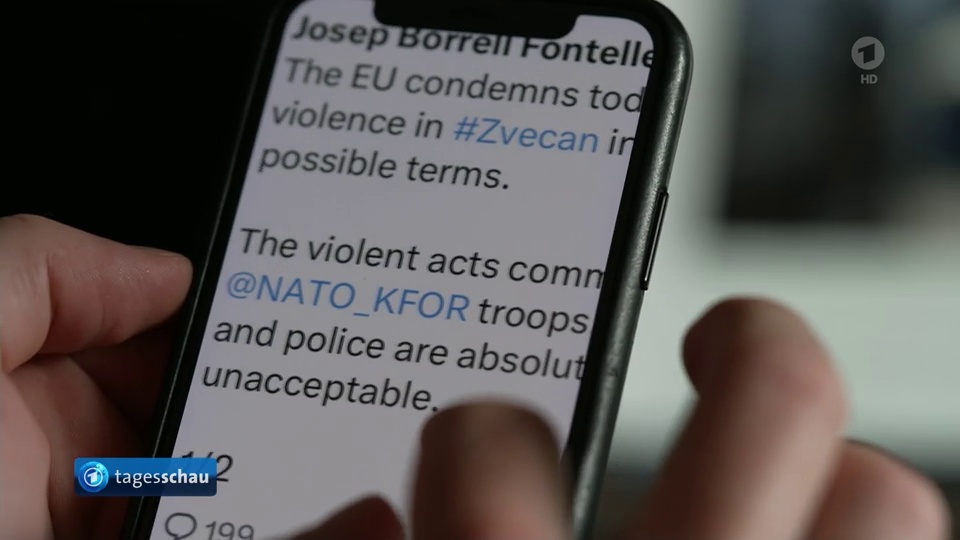 Josep Borrell Fontelle
The EU condemns tod
violence in #Zvecan in
possible terms.
The violent acts comm
@NATO_KFOR troops
and police are absolut
unacceptable.
1/2
199
1
HD
tagesschau